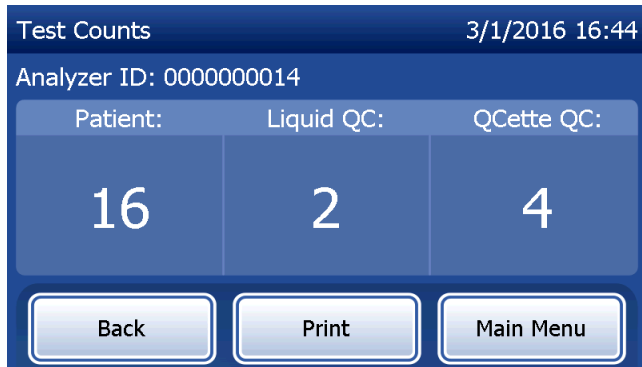 Test Counts 3/1/2016 16:44
Analyzer ID: 0000000014
Patient: Liquid QC: QCette QC:
16 2 4
Back Print Main Menu